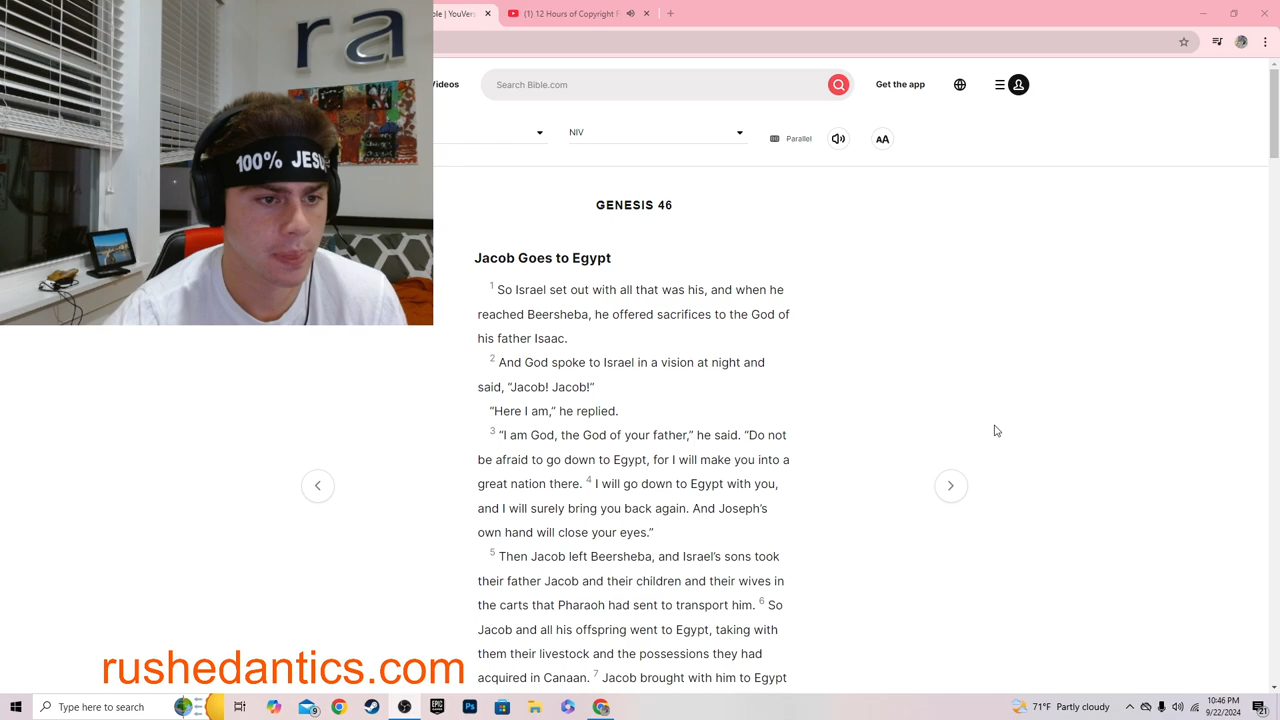 ra
100% JESU
ble | YouVers
(1) 12 Hours of Copyright F
Videos
Search Bible.com
Get the app
NIV
Parallel
AA
GENESIS 46
Jacob Goes to Egypt
1 So Israel set out with all that was his, and when he
reached Beersheba, he offered sacrifices to the God of
his father Isaac.
2 And God spoke to Israel in a vision at night and
said, “Jacob! Jacob!”
“Here I am,” he replied.
3 “I am God, the God of your father,” he said. “Do not
be afraid to go down to Egypt, for I will make you into a
great nation there. 4 I will go down to Egypt with you,
and I will surely bring you back again. And Joseph’s
own hand will close your eyes.”
5 Then Jacob left Beersheba, and Israel’s sons took
their father Jacob and their children and their wives in
the carts that Pharaoh had sent to transport him. 6 So
Jacob and all his offspring went to Egypt, taking with
them their livestock and the possessions they had
acquired in Canaan. 7 Jacob brought with him to Egypt
rushedantics.com
Type here to search
9
EPIC
Ps
71°F Partly cloudy
10:46 PM
9/22/2024
21